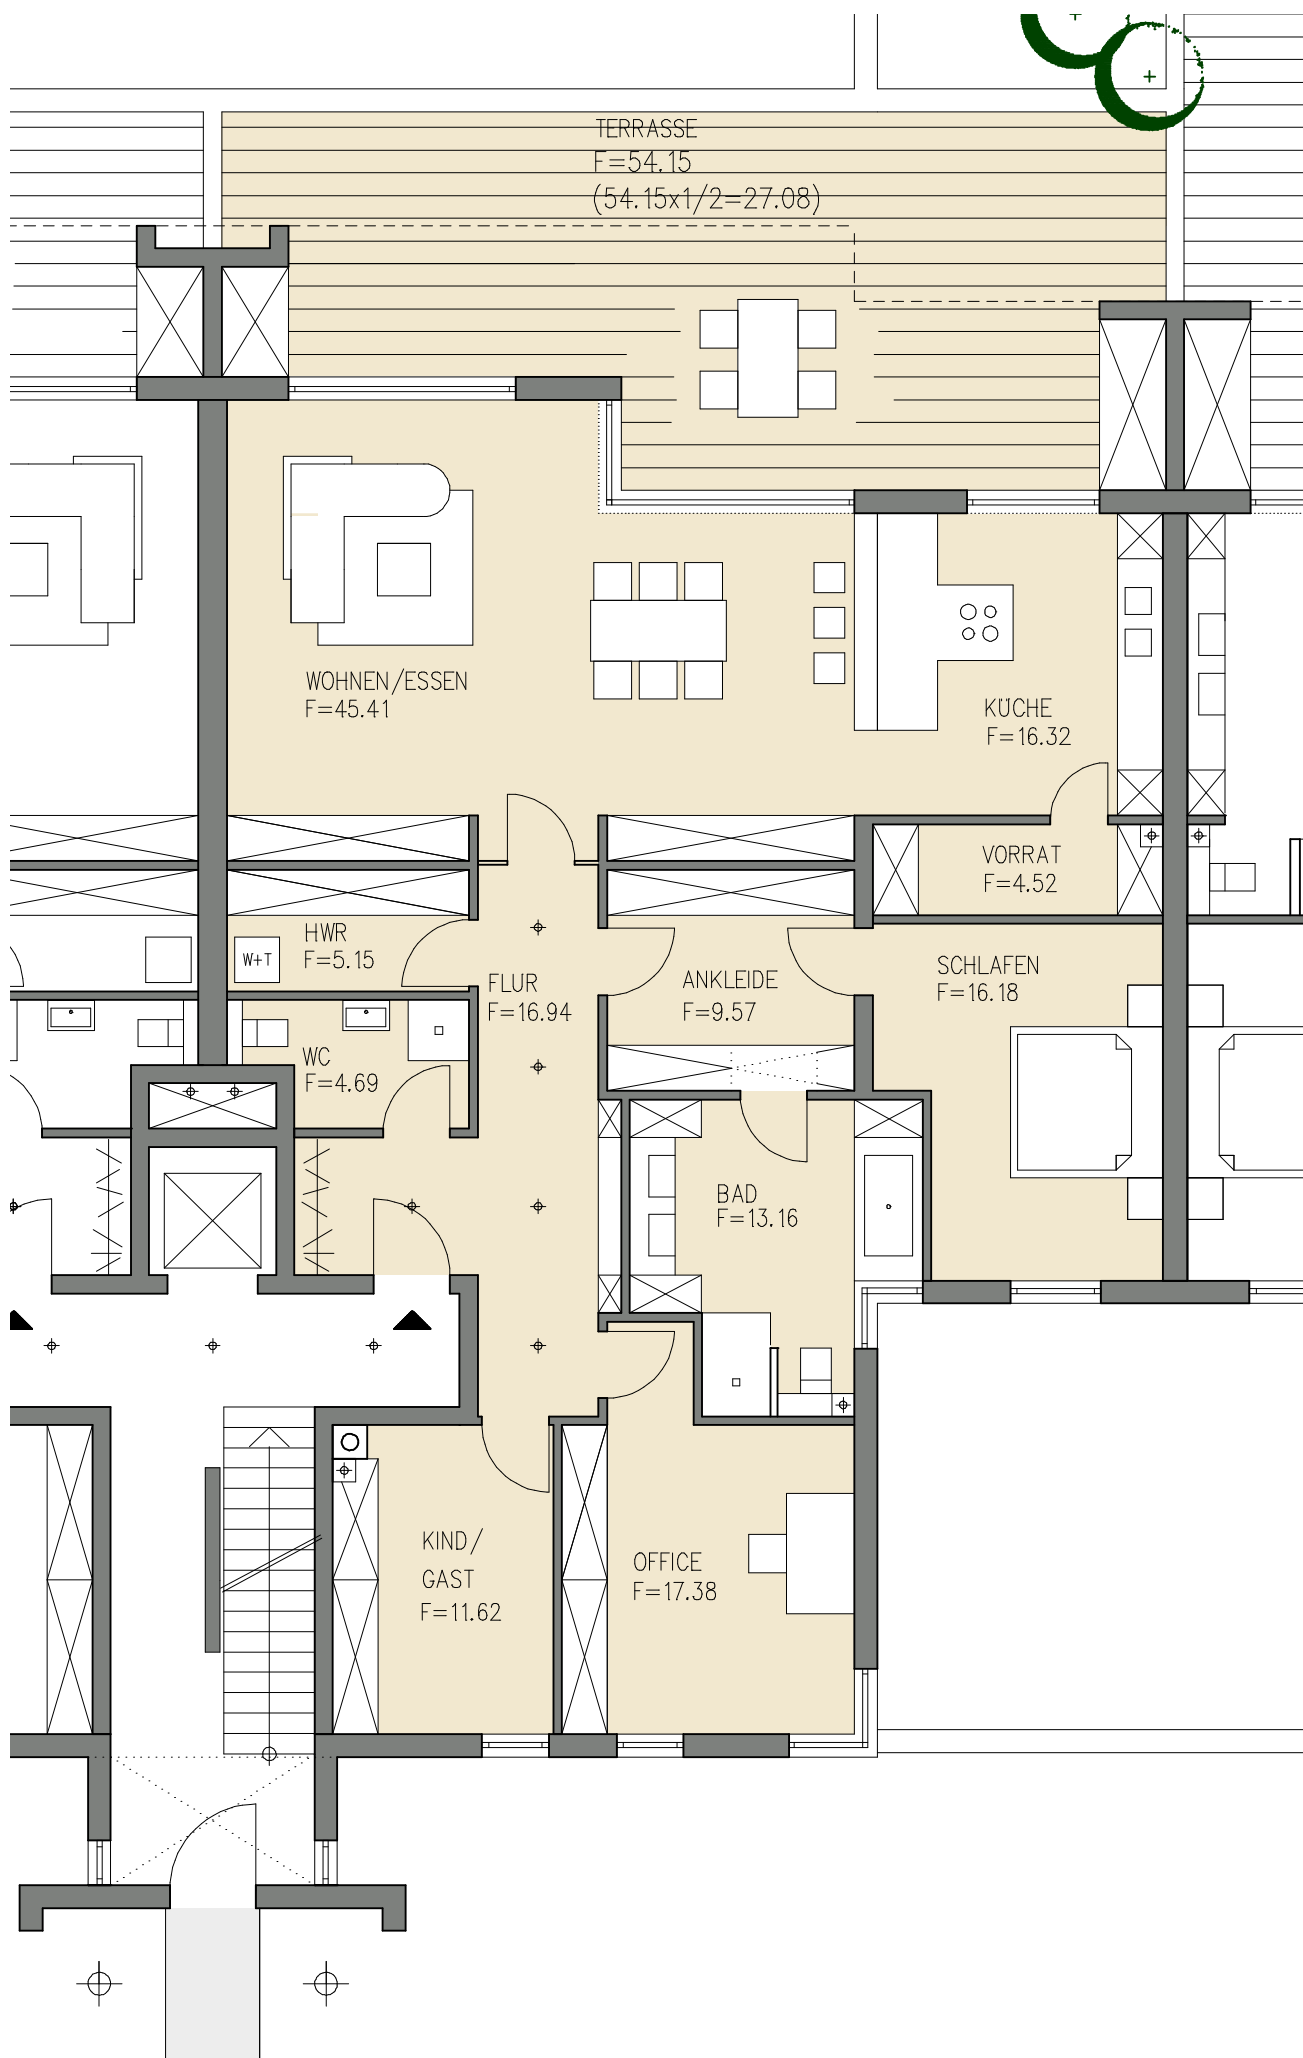 TERRASSE
F=54.15
(54.15x1/2=27.08)
WOHNEN/ESSEN
F=45.41
KÜCHE
F=16.32
VORRAT
F=4.52
HWR
F=5.15
W+T
FLUR
F=16.94
ANKLEIDE
F=9.57
SCHLAFEN
F=16.18
WC
F=4.69
BAD
F=13.16
KIND/
GAST
F=11.62
OFFICE
F=17.38